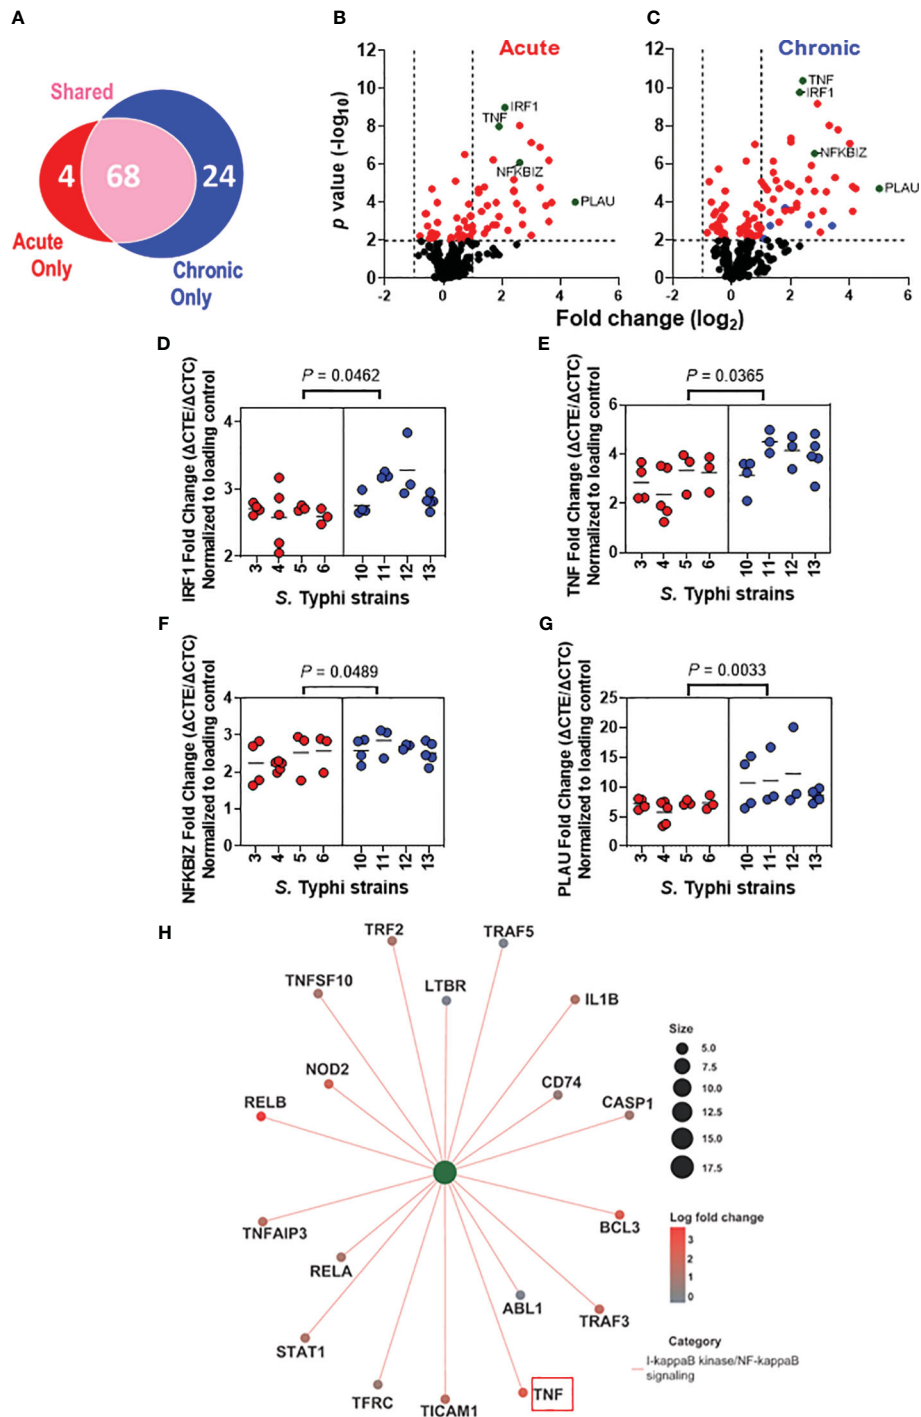 A
Shared
4
68
24
Acute
Only
Chronic
Only
B
Acute
p value (-log10)
12
10
8
6
4
2
0
-2
0
2
4
6
IRF1
TNF
NFKBIZ
PLAU
C
Chronic
12
10
8
6
4
2
0
-2
0
2
4
6
TNF
IRF1
NFKBIZ
PLAU
Fold change (log2)
D
P = 0.0462
IRF1 Fold Change (ΔCTE/ΔCTC)
Normalized to loading control
4
3
2
3 4 5 6 10 11 12 13
S. Typhi strains
E
P = 0.0365
TNF Fold Change (ΔCTE/ΔCTC)
Normalized to loading control
6
4
2
0
3 4 5 6 10 11 12 13
S. Typhi strains
F
P = 0.0489
NFKBIZ Fold Change (ΔCTE/ΔCTC)
Normalized to loading control
4
3
2
1
0
3 4 5 6 10 11 12 13
S. Typhi strains
G
P = 0.0033
PLAU Fold Change (ΔCTE/ΔCTC)
Normalized to loading control
25
20
15
10
5
0
3 4 5 6 10 11 12 13
S. Typhi strains
H
TRF2
TRAF5
TNFSF10
LTBR
IL1B
NOD2
CD74
RELB
CASP1
TNFAIP3
BCL3
RELA
ABL1
TRAF3
STAT1
TFRC
TICAM1
TNF
Size
5.0
7.5
10.0
12.5
15.0
17.5
Log fold change
3
2
1
0
Category
I-kappaB kinase/NF-kappaB
signaling